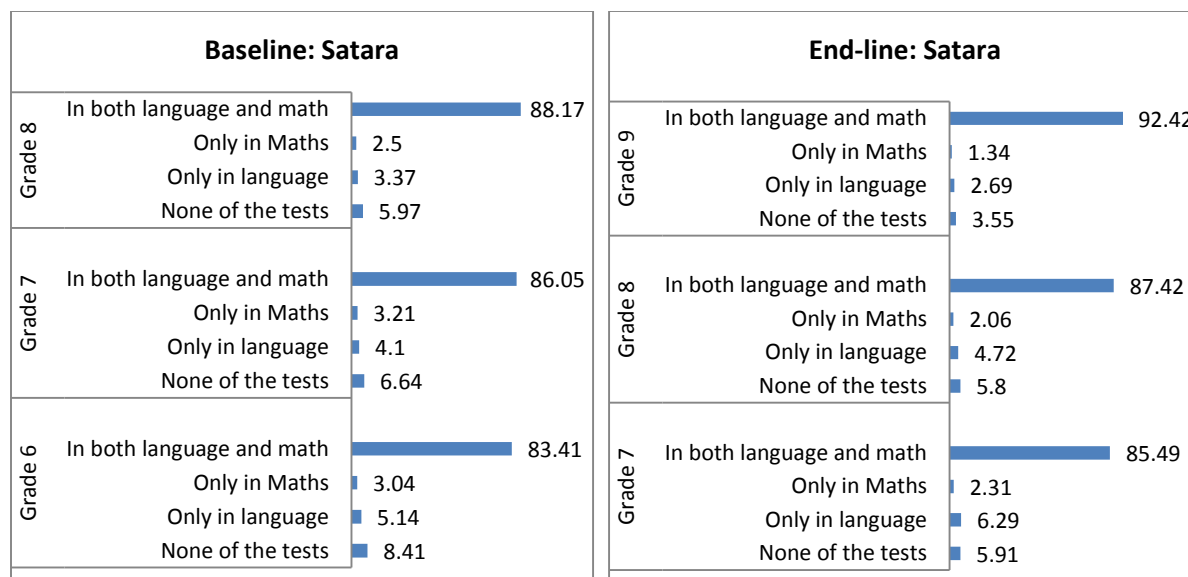 Baseline: Satara
Grade 8
In both language and math 88.17
Only in Maths 2.5
Only in language 3.37
None of the tests 5.97
Grade 7
In both language and math 86.05
Only in Maths 3.21
Only in language 4.1
None of the tests 6.64
Grade 6
In both language and math 83.41
Only in Maths 3.04
Only in language 5.14
None of the tests 8.41
End-line: Satara
Grade 9
In both language and math 92.42
Only in Maths 1.34
Only in language 2.69
None of the tests 3.55
Grade 8
In both language and math 87.42
Only in Maths 2.06
Only in language 4.72
None of the tests 5.8
Grade 7
In both language and math 85.49
Only in Maths 2.31
Only in language 6.29
None of the tests 5.91